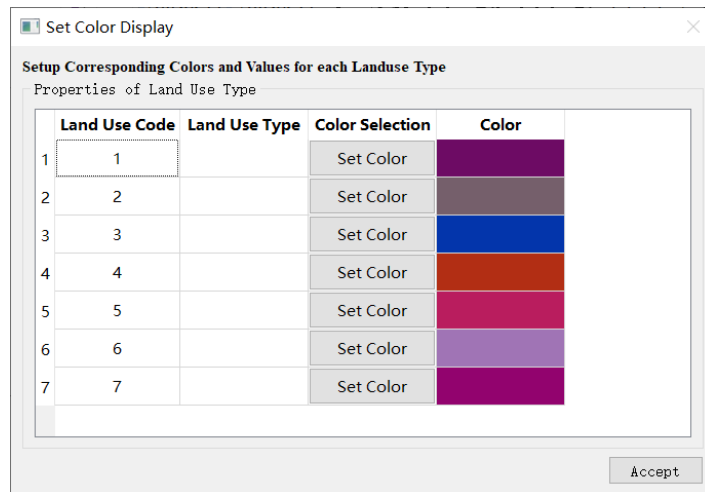 Set Color Display
Setup Corresponding Colors and Values for each Landuse Type
Properties of Land Use Type
Land Use Code Land Use Type Color Selection Color
1 1 Set Color
2 2 Set Color
3 3 Set Color
4 4 Set Color
5 5 Set Color
6 6 Set Color
7 7 Set Color
Accept